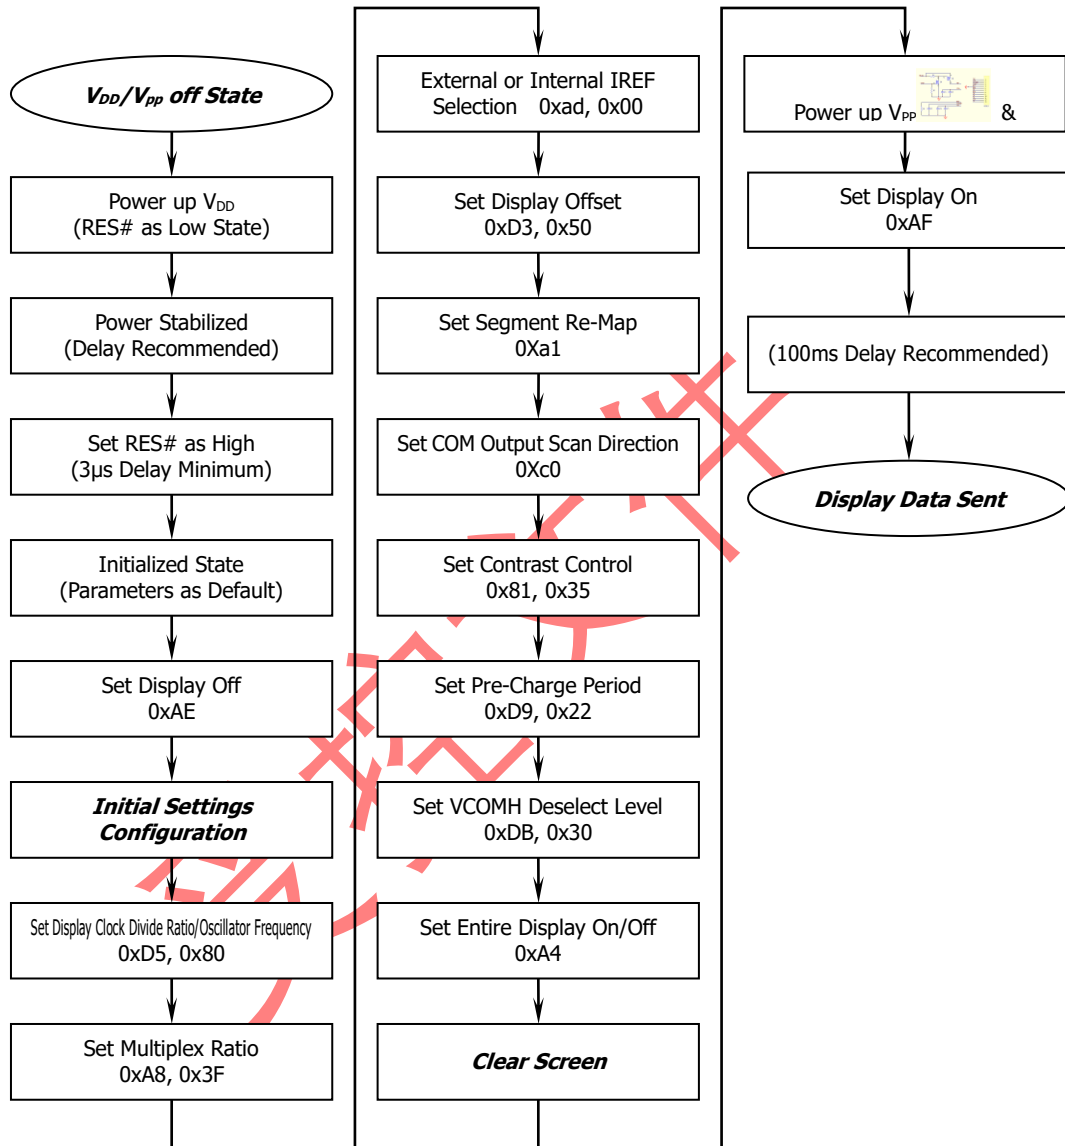 V_DD/V_pp off State
Power up V_DD
(RES# as Low State)
Power Stabilized
(Delay Recommended)
Set RES# as High
(3μs Delay Minimum)
Initialized State
(Parameters as Default)
Set Display Off
0xAE
Initial Settings
Configuration
Set Display Clock Divide Ratio/Oscillator Frequency
0xD5, 0x80
Set Multiplex Ratio
0xA8, 0x3F
External or Internal IREF
Selection 0xad, 0x00
Set Display Offset
0xD3, 0x50
Set Segment Re-Map
0Xa1
Set COM Output Scan Direction
0Xc0
Set Contrast Control
0x81, 0x35
Set Pre-Charge Period
0xD9, 0x22
Set VCOMH Deselect Level
0xDB, 0x30
Set Entire Display On/Off
0xA4
Clear Screen
Power up V_PP &
Set Display On
0xAF
(100ms Delay Recommended)
Display Data Sent